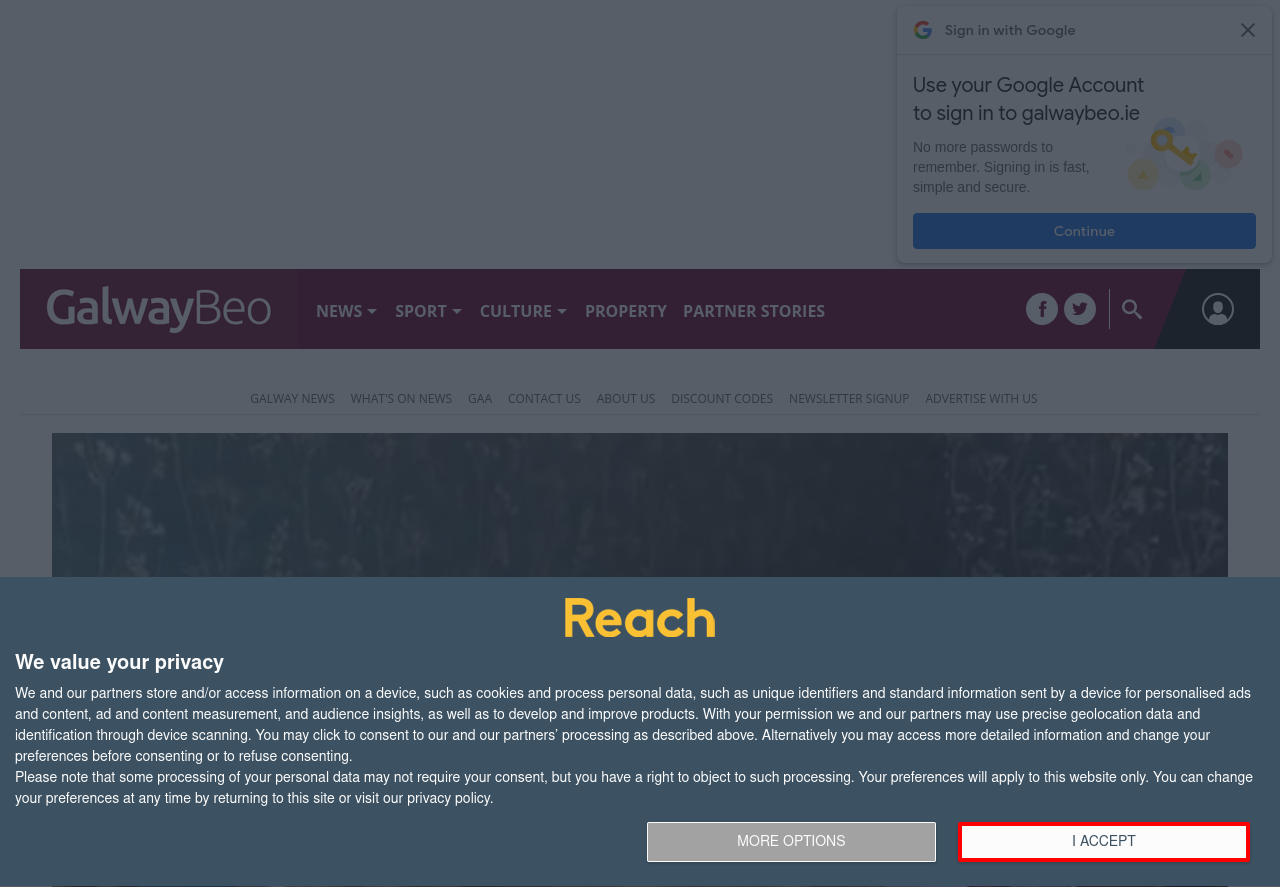 Sign in with Google
Use your Google Account
to sign in to galwaybeo.ie
No more passwords to
remember. Signing in is fast,
simple and secure.
Continue
GalwayBeo
NEWS SPORT CULTURE PROPERTY PARTNER STORIES
GALWAY NEWS WHAT'S ON NEWS GAA CONTACT US ABOUT US DISCOUNT CODES NEWSLETTER SIGNUP ADVERTISE WITH US
Reach
We value your privacy
We and our partners store and/or access information on a device, such as cookies and process personal data, such as unique identifiers and standard information sent by a device for personalised ads
and content, ad and content measurement, and audience insights, as well as to develop and improve products. With your permission we and our partners may use precise geolocation data and
identification through device scanning. You may click to consent to our and our partners’ processing as described above. Alternatively you may access more detailed information and change your
preferences before consenting or to refuse consenting.
Please note that some processing of your personal data may not require your consent, but you have a right to object to such processing. Your preferences will apply to this website only. You can change
your preferences at any time by returning to this site or visit our privacy policy.
MORE OPTIONS
I ACCEPT